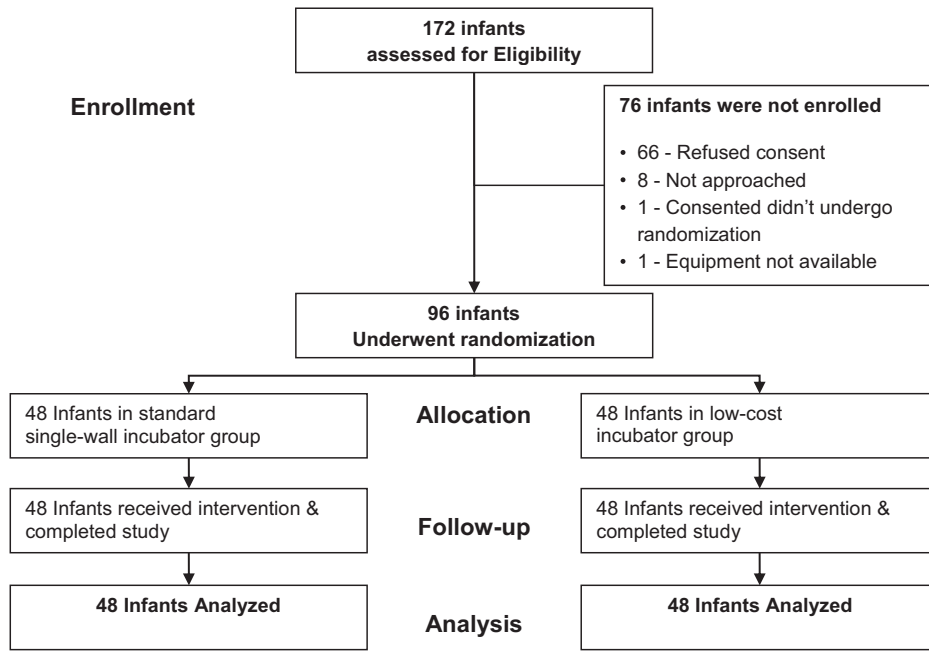 172 infants
assessed for Eligibility
Enrollment
76 infants were not enrolled
• 66 - Refused consent
• 8 - Not approached
• 1 - Consented didn't undergo
randomization
• 1 - Equipment not available
96 infants
Underwent randomization
48 Infants in standard
single-wall incubator group
Allocation
48 Infants in low-cost
incubator group
48 Infants received intervention &
completed study
Follow-up
48 Infants received intervention &
completed study
48 Infants Analyzed
Analysis
48 Infants Analyzed